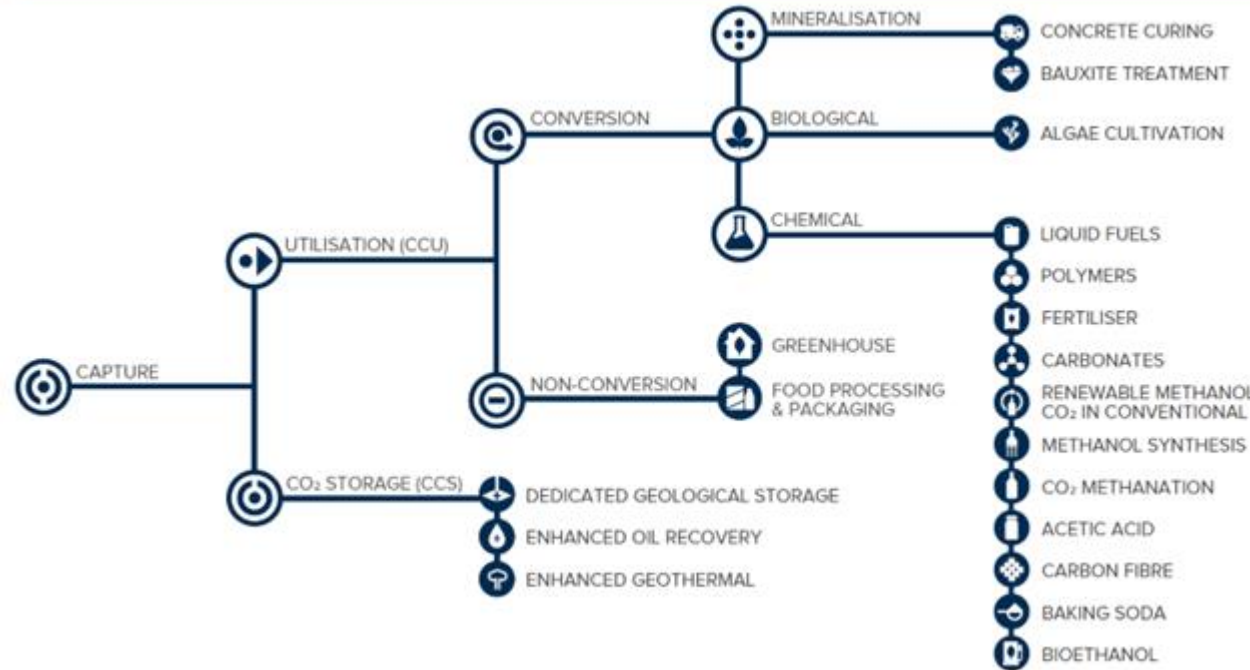 MINERALISATION
CONCRETE CURING
BAUXITE TREATMENT
CONVERSION
BIOLOGICAL
ALGAE CULTIVATION
CHEMICAL
LIQUID FUELS
UTILISATION (CCU)
POLYMERS
FERTILISER
GREENHOUSE
CARBONATES
CAPTURE
NON-CONVERSION
FOOD PROCESSING
& PACKAGING
RENEWABLE METHANOL
CO₂ IN CONVENTIONAL
METHANOL SYNTHESIS
CO₂ STORAGE (CCS)
DEDICATED GEOLOGICAL STORAGE
CO₂ METHANATION
ENHANCED OIL RECOVERY
ACETIC ACID
ENHANCED GEOTHERMAL
CARBON FIBRE
BAKING SODA
BIOETHANOL